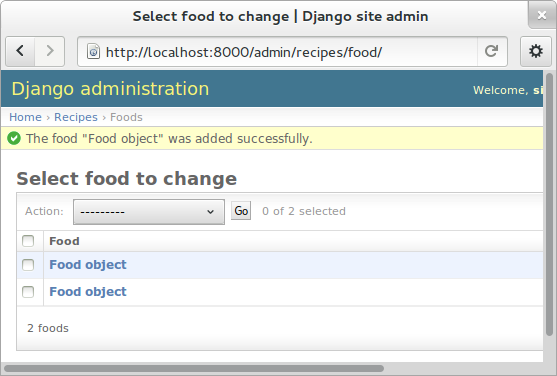 Select food to change | Django site admin
http://localhost:8000/admin/recipes/food/
Django administration
Welcome, si
Home › Recipes › Foods
The food "Food object" was added successfully.
Select food to change
Action: --------- Go 0 of 2 selected
Food
Food object
Food object
2 foods